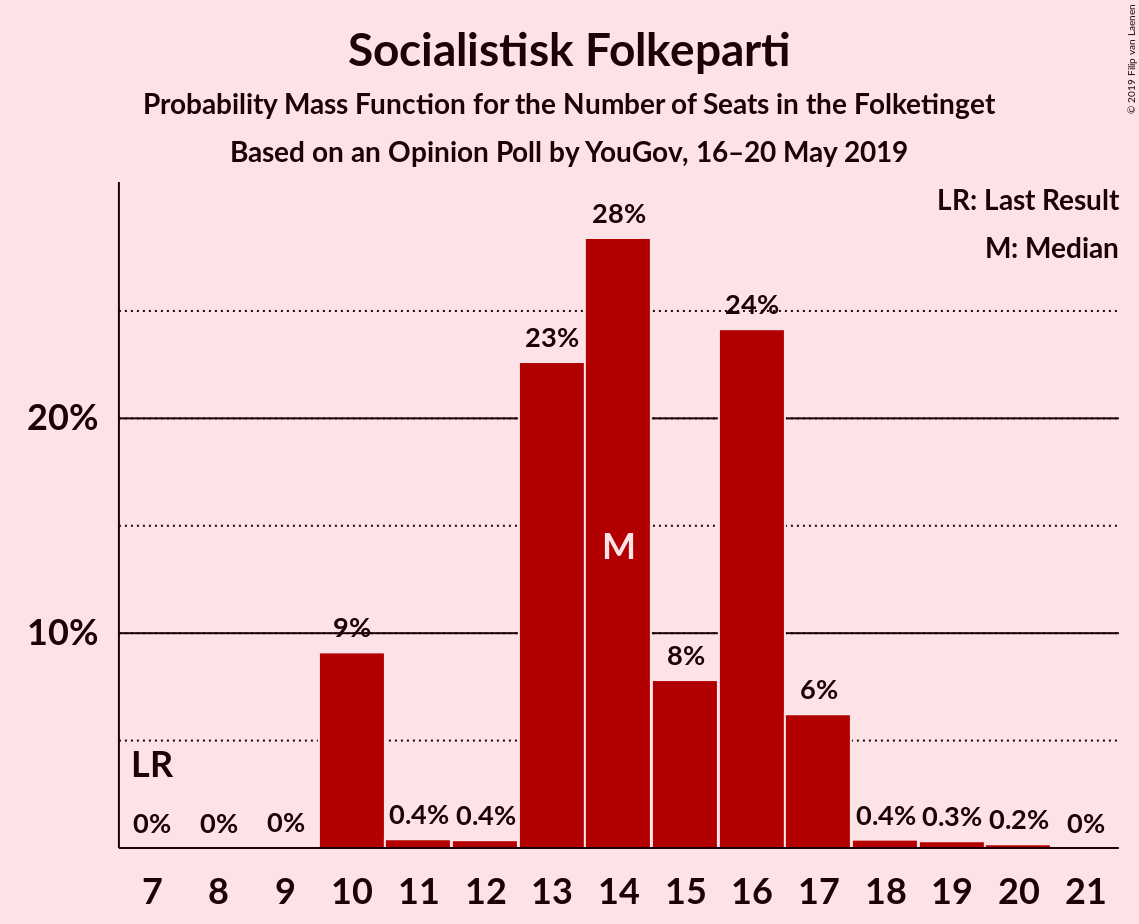 Socialistisk Folkeparti
Probability Mass Function for the Number of Seats in the Folketinget
Based on an Opinion Poll by YouGov, 16–20 May 2019
© 2019 Filip van Laenen
LR: Last Result
M: Median
20%
10%
LR
0%
0%
0%
9%
0.4%
0.4%
23%
28%
M
8%
24%
6%
0.4%
0.3%
0.2%
0%
7 8 9 10 11 12 13 14 15 16 17 18 19 20 21